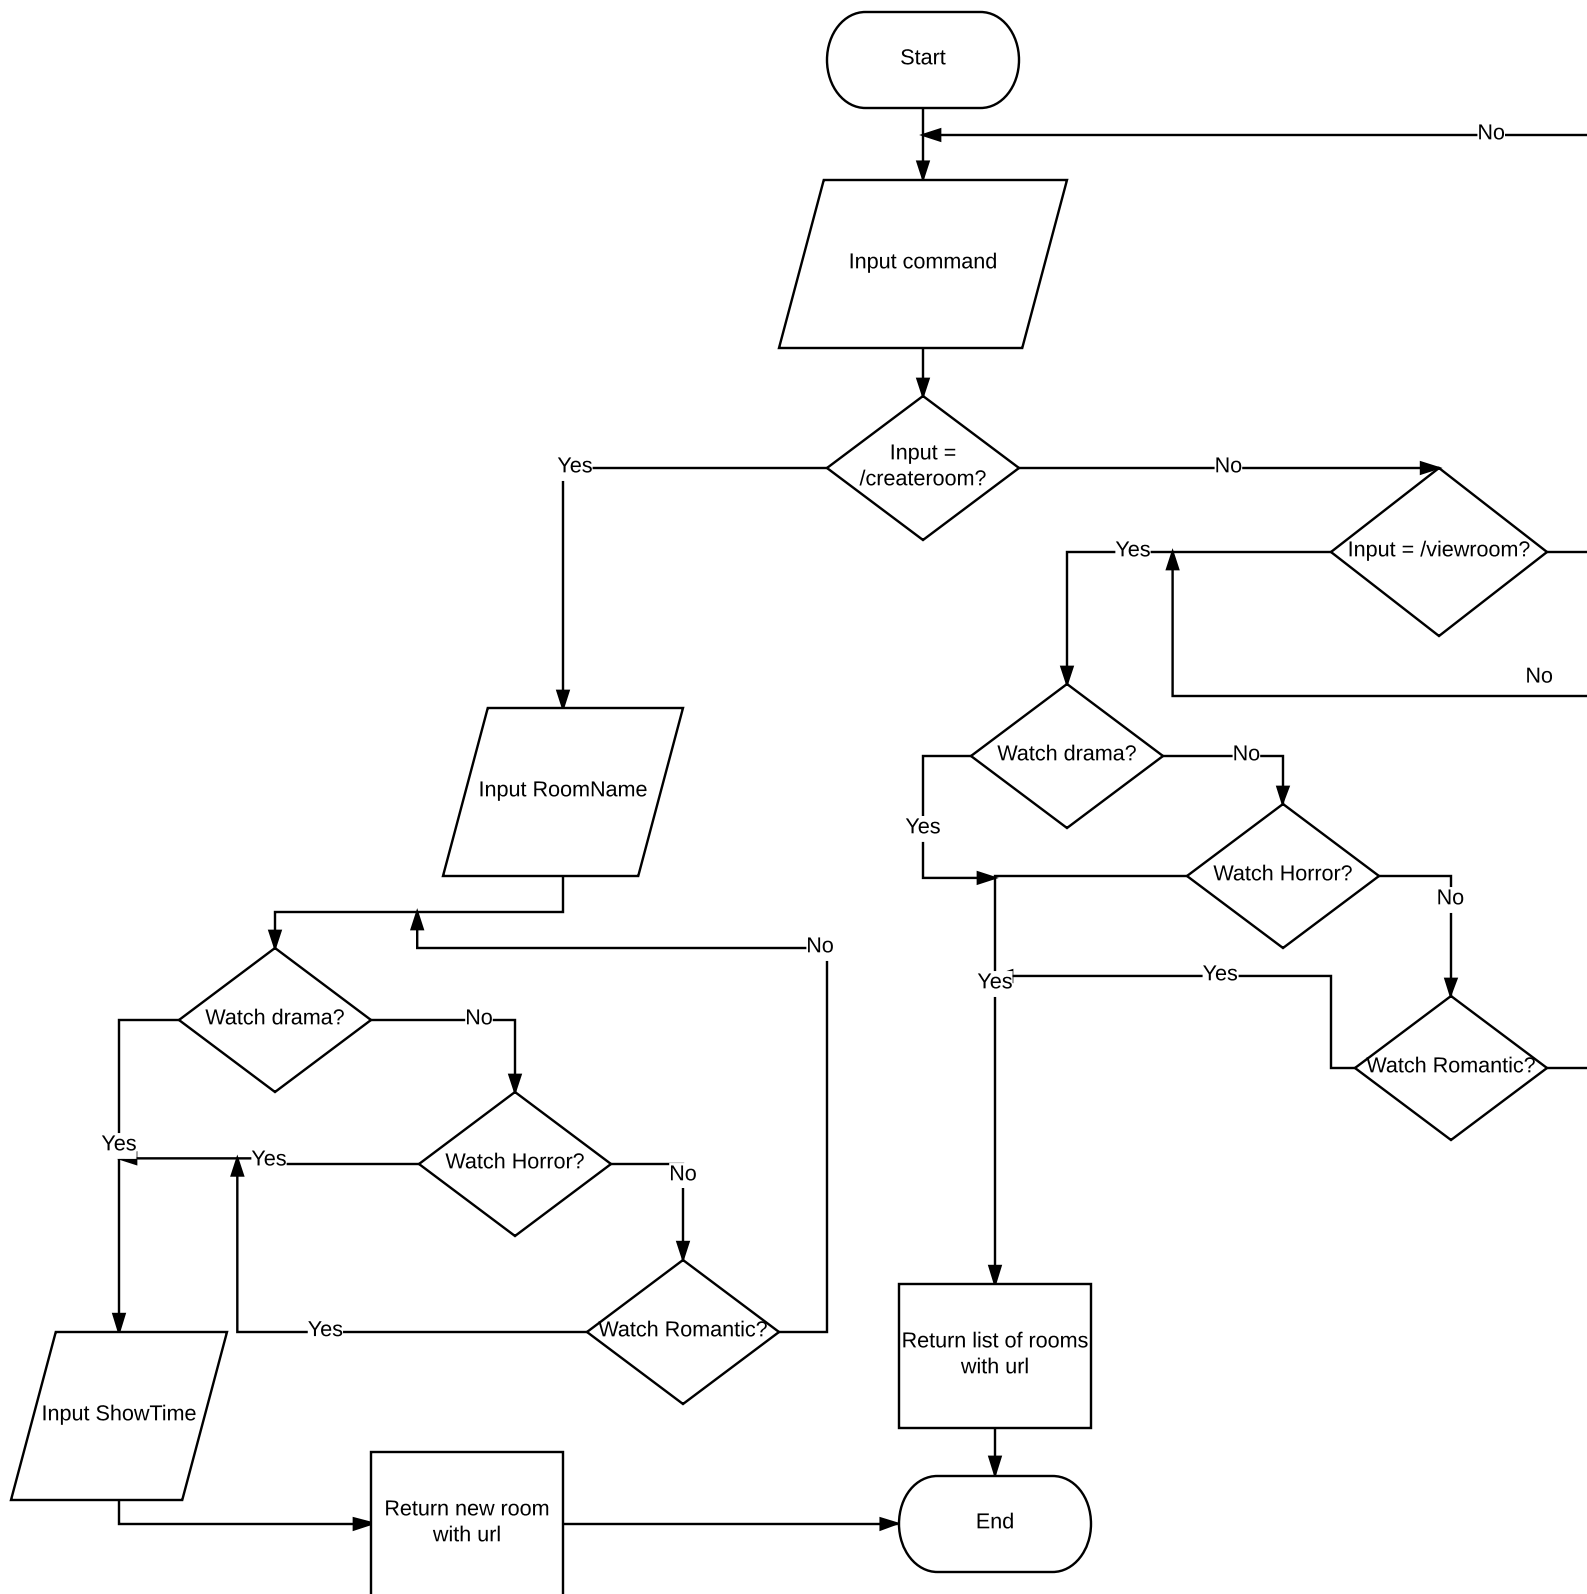 Start
No
Input command
Input =
/createroom?
Yes
No
Input = /viewroom?
Yes
No
Watch drama?
No
Input RoomName
Yes
Watch Horror?
No
No
Yes
Yes
Watch drama?
No
Watch Romantic?
Yes
Yes
Watch Horror?
No
Yes
Watch Romantic?
Return list of rooms
with url
Input ShowTime
Return new room
with url
End